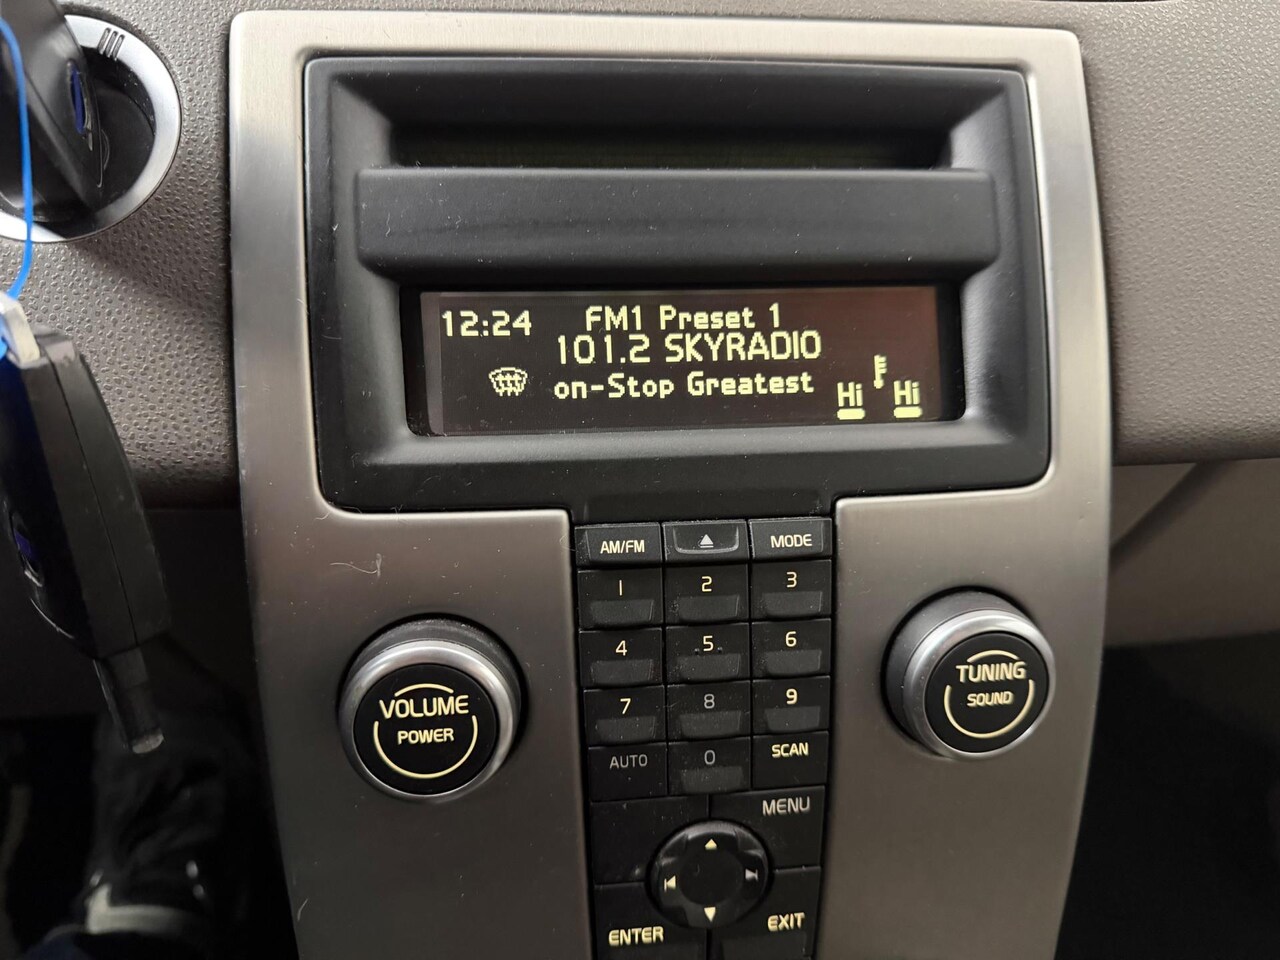 12:24 FM1 Preset 1
101.2 SKYRADIO
on-Stop Greatest
Hi Hi
AM/FM MODE
1 2 3
4 .5. 6
7 8 9
AUTO 0 SCAN
MENU
ENTER EXIT
VOLUME
POWER
TUNING
SOUND